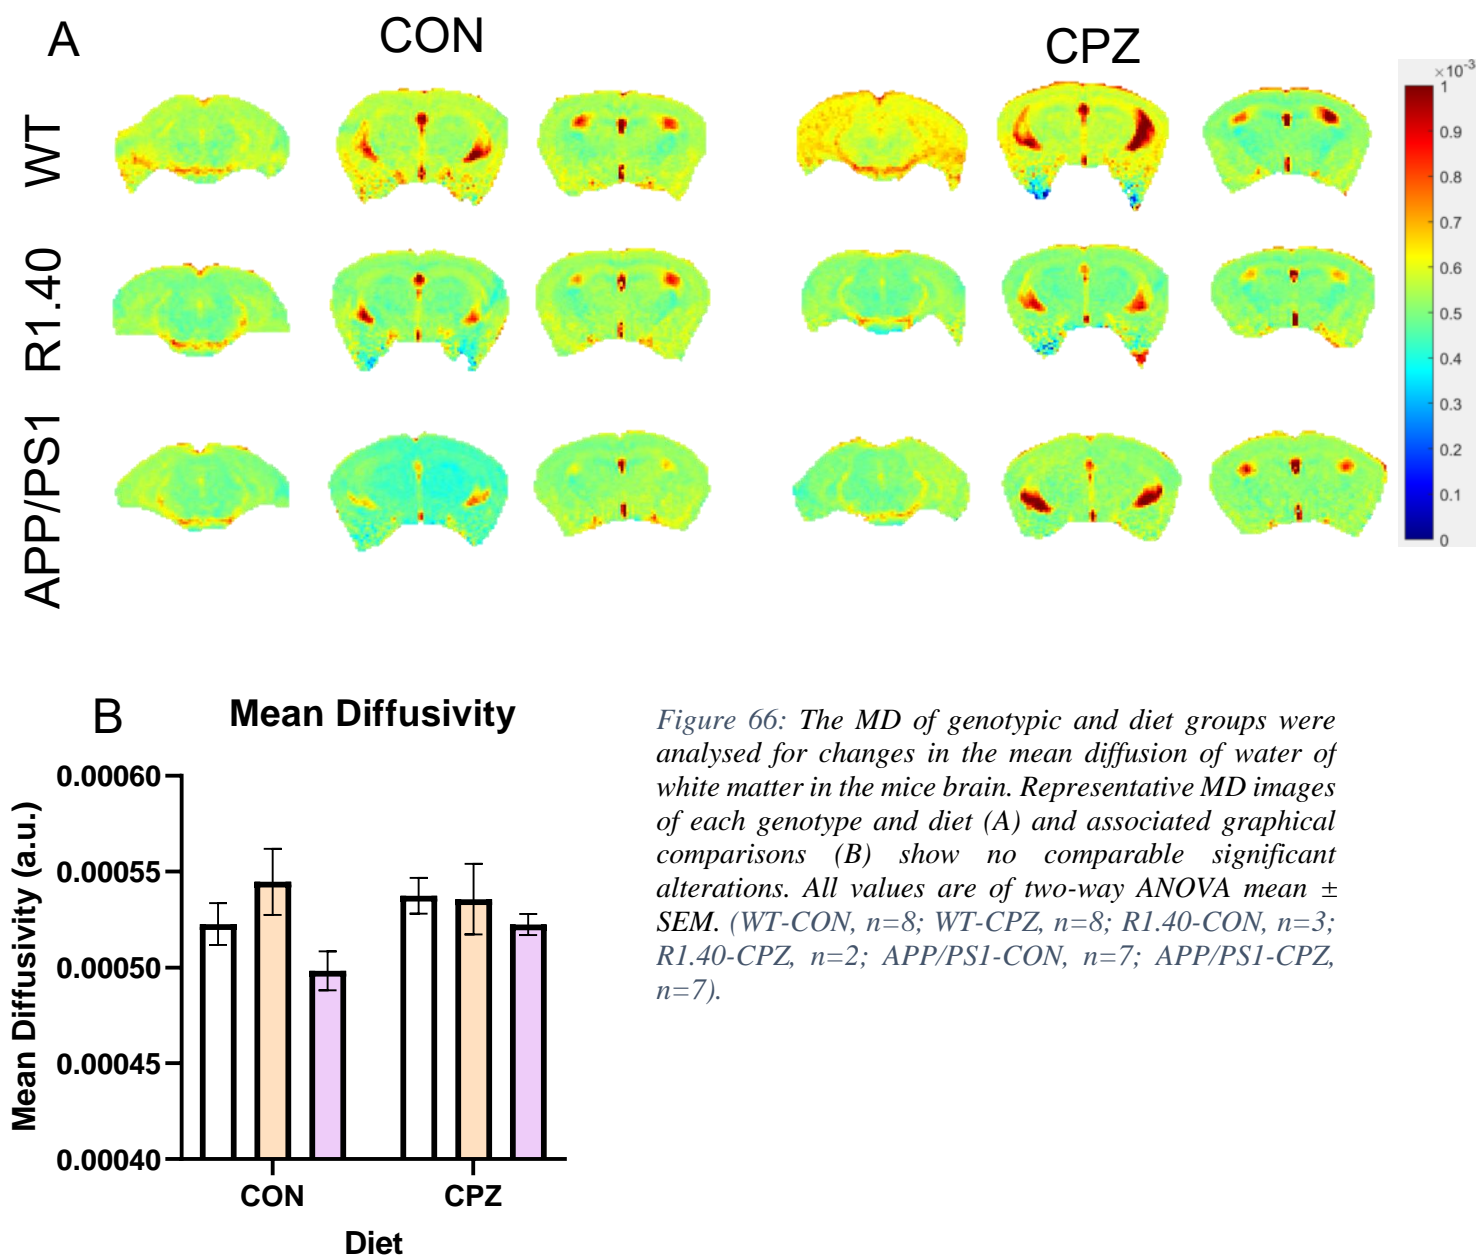 A
CON
CPZ
WT
R1.40
APP/PS1
×10⁻³
1
0.9
0.8
0.7
0.6
0.5
0.4
0.3
0.2
0.1
0
B
Mean Diffusivity
Mean Diffusivity (a.u.)
0.00060
0.00055
0.00050
0.00045
0.00040
CON
CPZ
Diet
Figure 66: The MD of genotypic and diet groups were
analysed for changes in the mean diffusion of water of
white matter in the mice brain. Representative MD images
of each genotype and diet (A) and associated graphical
comparisons (B) show no comparable significant
alterations. All values are of two-way ANOVA mean ±
SEM. (WT-CON, n=8; WT-CPZ, n=8; R1.40-CON, n=3;
R1.40-CPZ, n=2; APP/PS1-CON, n=7; APP/PS1-CPZ,
n=7).